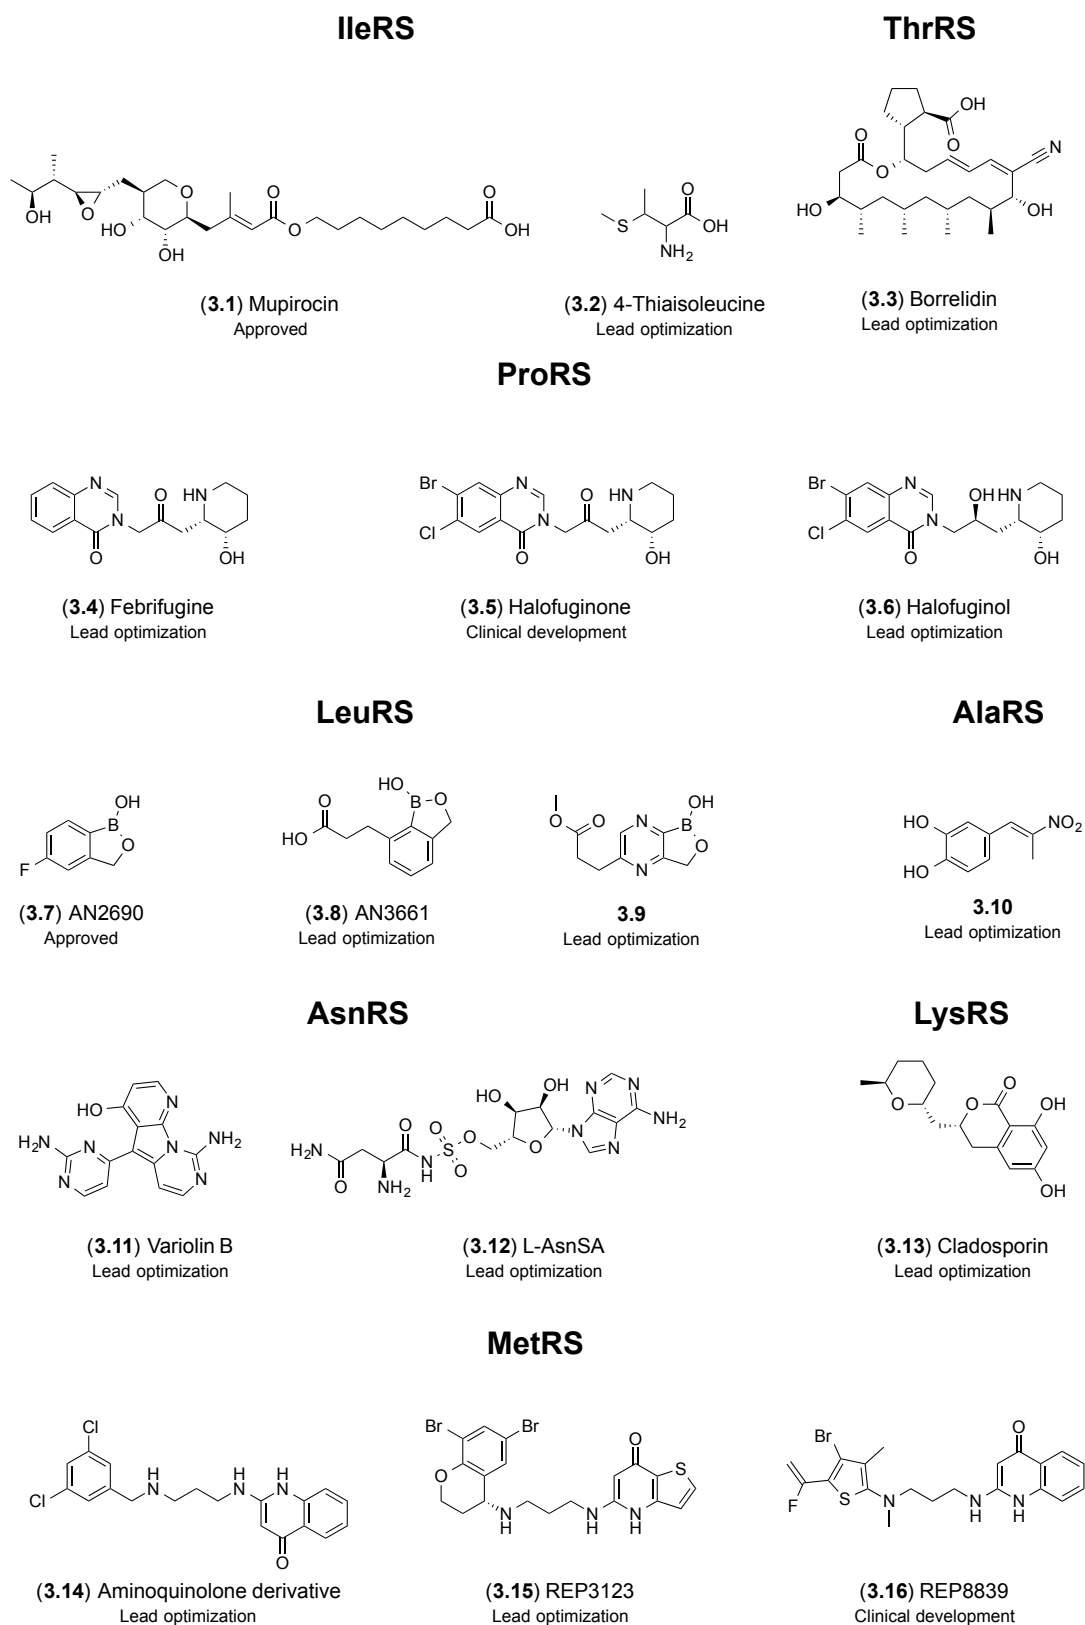 IleRS
ThrRS
OH
O
O
O
HO
OH
O
OH
HO
OH
O
O
O
OH
S
O
OH
NH2
O
O
OH
O
N
HO
OH
(3.1) Mupirocin
Approved
(3.2) 4-Thiaisoleucine
Lead optimization
(3.3) Borrelidin
Lead optimization
ProRS
N
N
O
O
HN
OH
Br
Cl
N
N
O
O
HN
OH
Br
Cl
N
N
O
OH
HN
OH
(3.4) Febrifugine
Lead optimization
(3.5) Halofuginone
Clinical development
(3.6) Halofuginol
Lead optimization
LeuRS
AlaRS
OH
B
O
F
O
HO
HO
B
O
O
O
N
N
OH
B
O
HO
HO
NO2
(3.7) AN2690
Approved
(3.8) AN3661
Lead optimization
3.9
Lead optimization
3.10
Lead optimization
AsnRS
LysRS
HO
N
H2N
N
N
N
NH2
N
H2N
O
NH2
O
N
H
O
S
O
O
HO
OH
O
N
N
N
N
NH2
O
O
O
OH
OH
(3.11) Variolin B
Lead optimization
(3.12) L-AsnSA
Lead optimization
(3.13) Cladosporin
Lead optimization
MetRS
Cl
Cl
H
N
NH
H
N
O
Br
Br
O
N
H
N
H
O
N
H
S
Br
F
S
N
N
H
O
N
H
(3.14) Aminoquinolone derivative
Lead optimization
(3.15) REP3123
Lead optimization
(3.16) REP8839
Clinical development